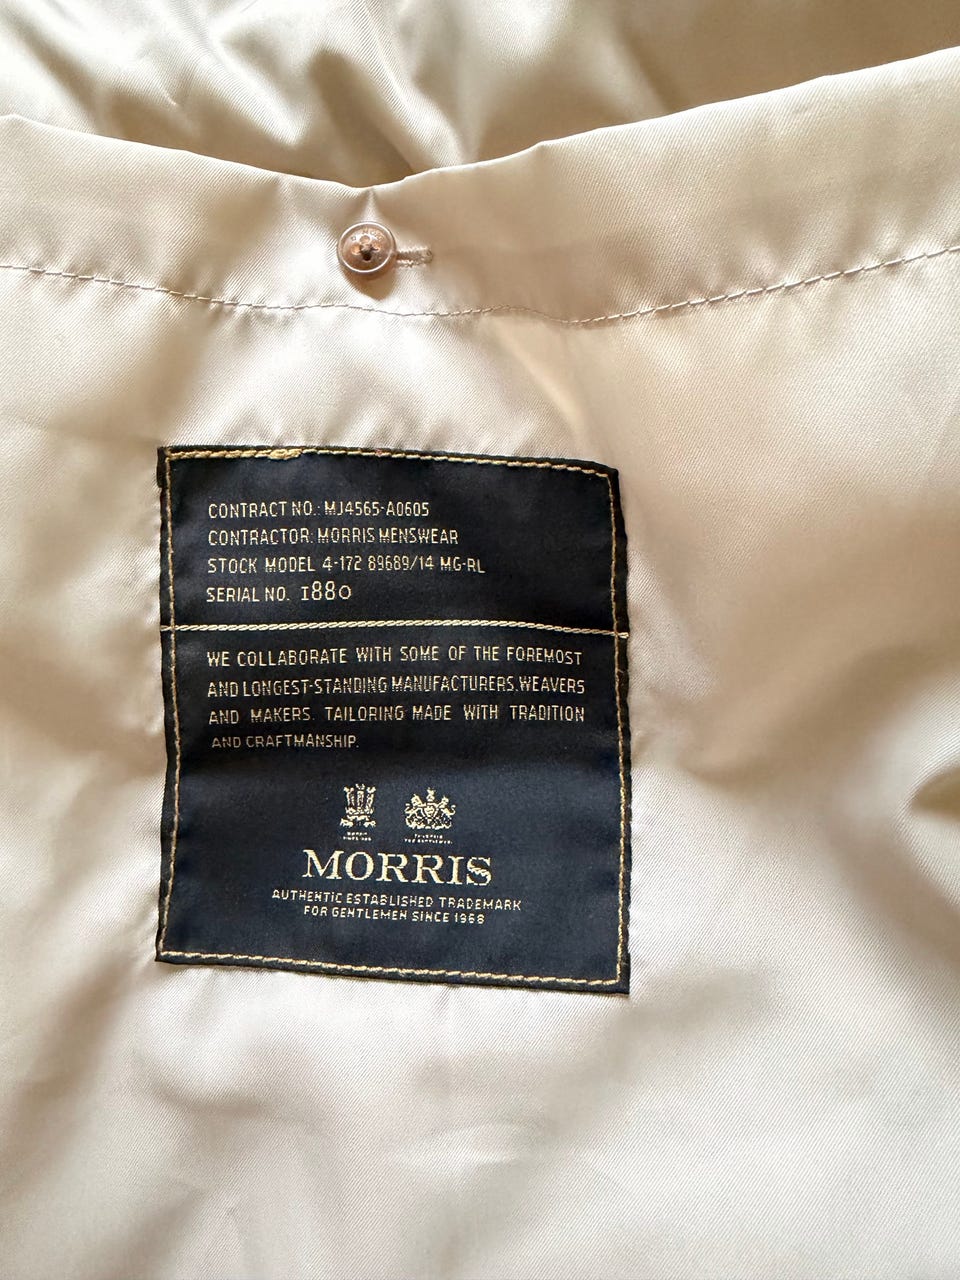 CONTRACT NO.: MJ4565-A0605
CONTRACTOR: MORRIS MENSWEAR
STOCK MODEL 4-172 89689/14 MG-RL
SERIAL NO. 1880
WE COLLABORATE WITH SOME OF THE FOREMOST
AND LONGEST-STANDING MANUFACTURERS, WEAVERS
AND MAKERS. TAILORING MADE WITH TRADITION
AND CRAFTMANSHIP.
MORRIS
AUTHENTIC ESTABLISHED TRADEMARK
FOR GENTLEMEN SINCE 1968